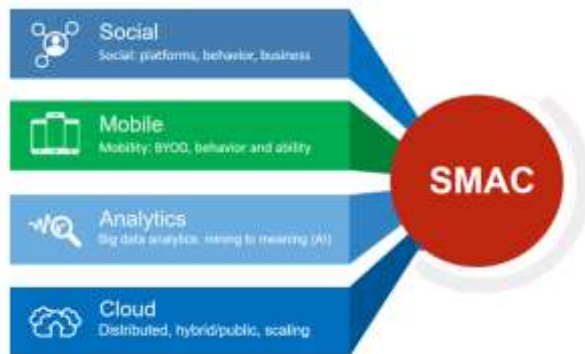 Social
Social: platforms, behavior, business
Mobile
Mobility: BYOD, behavior and ability
SMAC
Analytics
Big data analytics: mining to meaning (AI)
Cloud
Distributed, hybrid/public, scaling